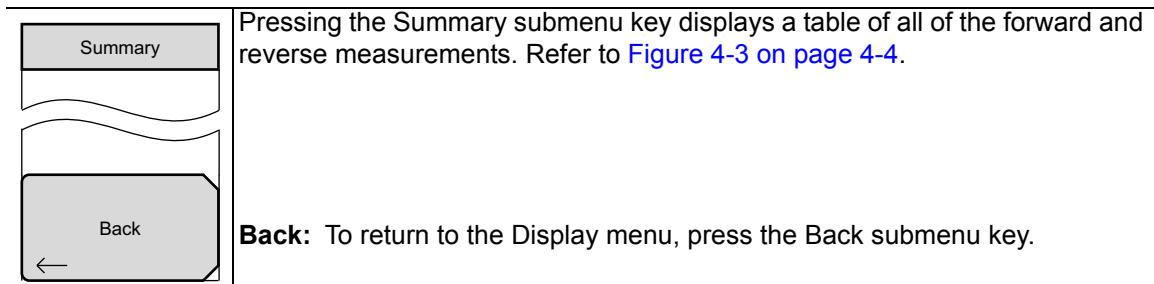 Summary
Pressing the Summary submenu key displays a table of all of the forward and
reverse measurements. Refer to Figure 4-3 on page 4-4.
Back
Back: To return to the Display menu, press the Back submenu key.